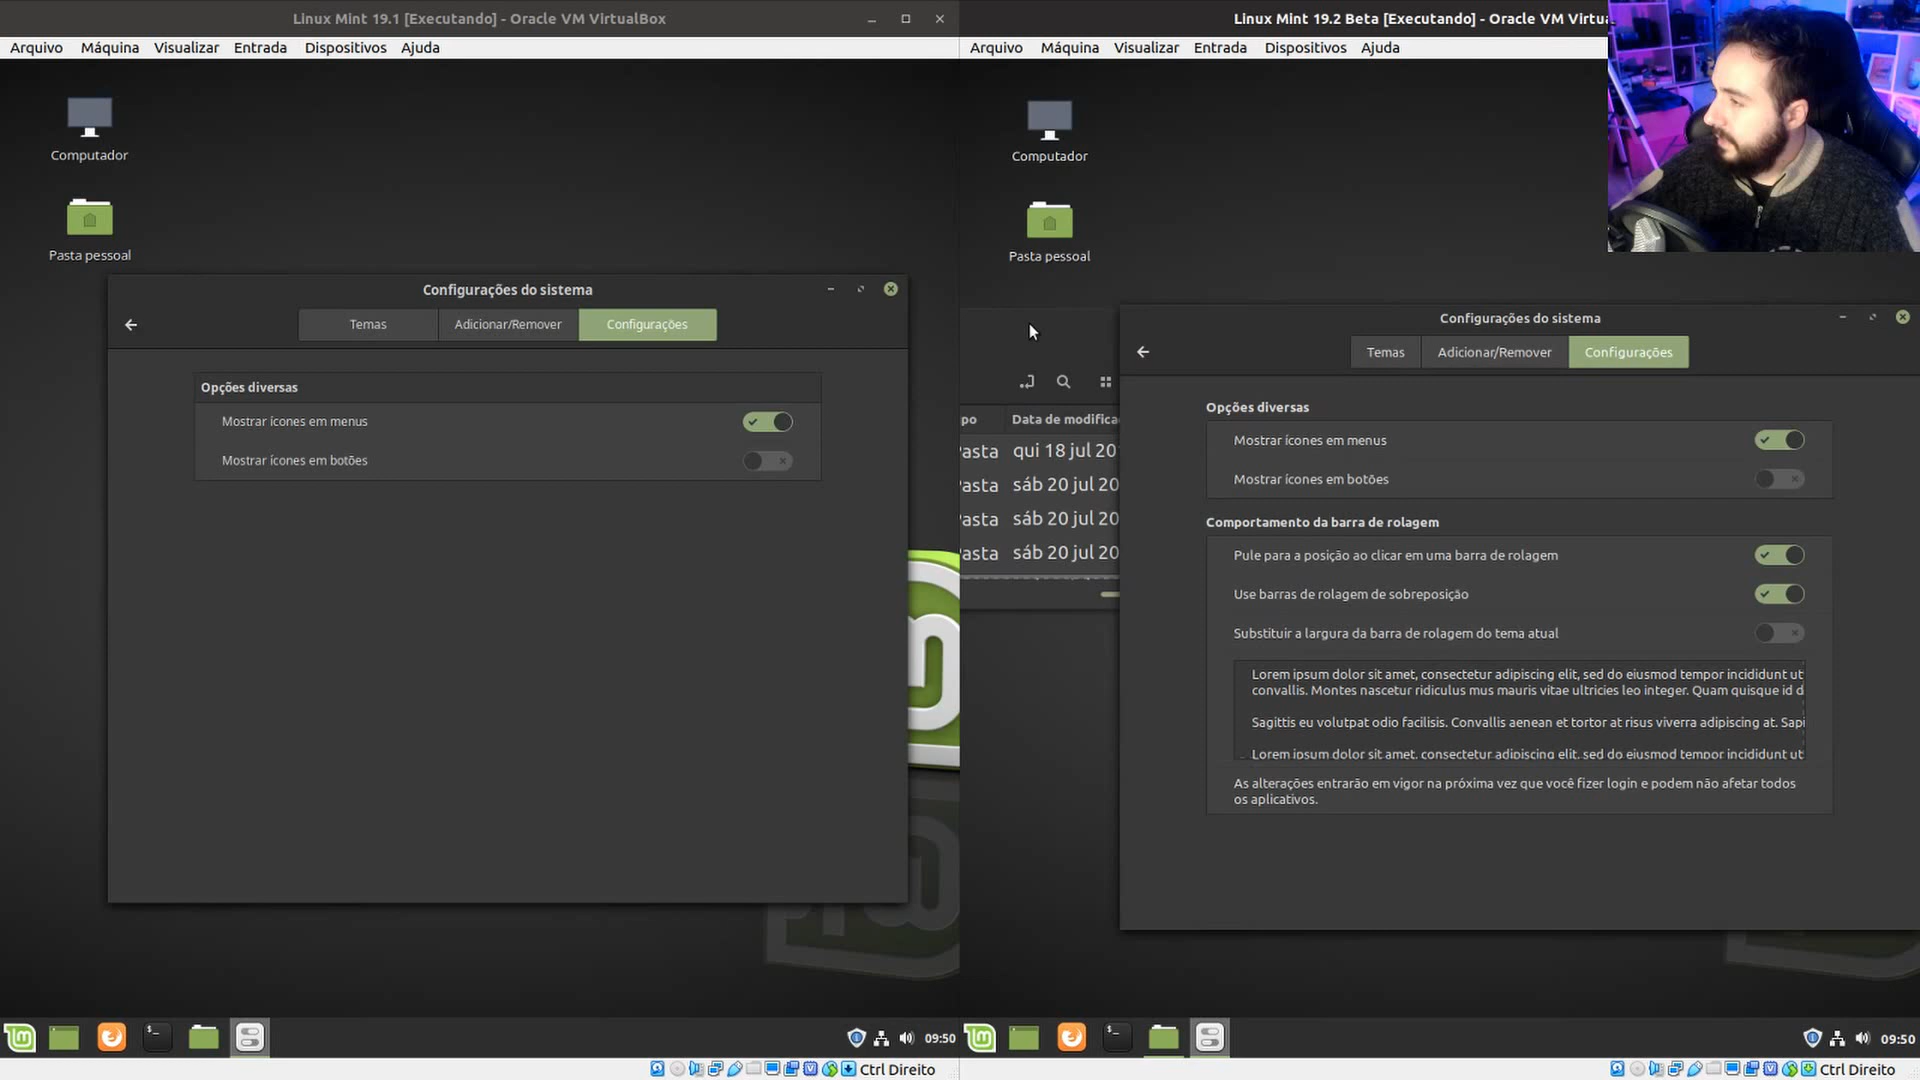 Linux Mint 19.1 [Executando] - Oracle VM VirtualBox
Arquivo Máquina Visualizar Entrada Dispositivos Ajuda
Computador
Pasta pessoal
Configurações do sistema
Temas Adicionar/Remover Configurações
Opções diversas
Mostrar ícones em menus
Mostrar ícones em botões
09:50
Ctrl Direito
Linux Mint 19.2 Beta [Executando] - Oracle VM Virtua
Arquivo Máquina Visualizar Entrada Dispositivos Ajuda
Computador
Pasta pessoal
po Data de modifica
asta qui 18 jul 20
asta sáb 20 jul 20
asta sáb 20 jul 20
asta sáb 20 jul 20
Configurações do sistema
Temas Adicionar/Remover Configurações
Opções diversas
Mostrar ícones em menus
Mostrar ícones em botões
Comportamento da barra de rolagem
Pule para a posição ao clicar em uma barra de rolagem
Use barras de rolagem de sobreposição
Substituir a largura da barra de rolagem do tema atual
Lorem ipsum dolor sit amet, consectetur adipiscing elit, sed do eiusmod tempor incididunt ut
convallis. Montes nascetur ridiculus mus mauris vitae ultricies leo integer. Quam quisque id d
Sagittis eu volutpat odio facilisis. Convallis aenean et tortor at risus viverra adipiscing at. Sapi
Lorem ipsum dolor sit amet, consectetur adipiscing elit, sed do eiusmod tempor incididunt ut
As alterações entrarão em vigor na próxima vez que você fizer login e podem não afetar todos
os aplicativos.
09:50
Ctrl Direito